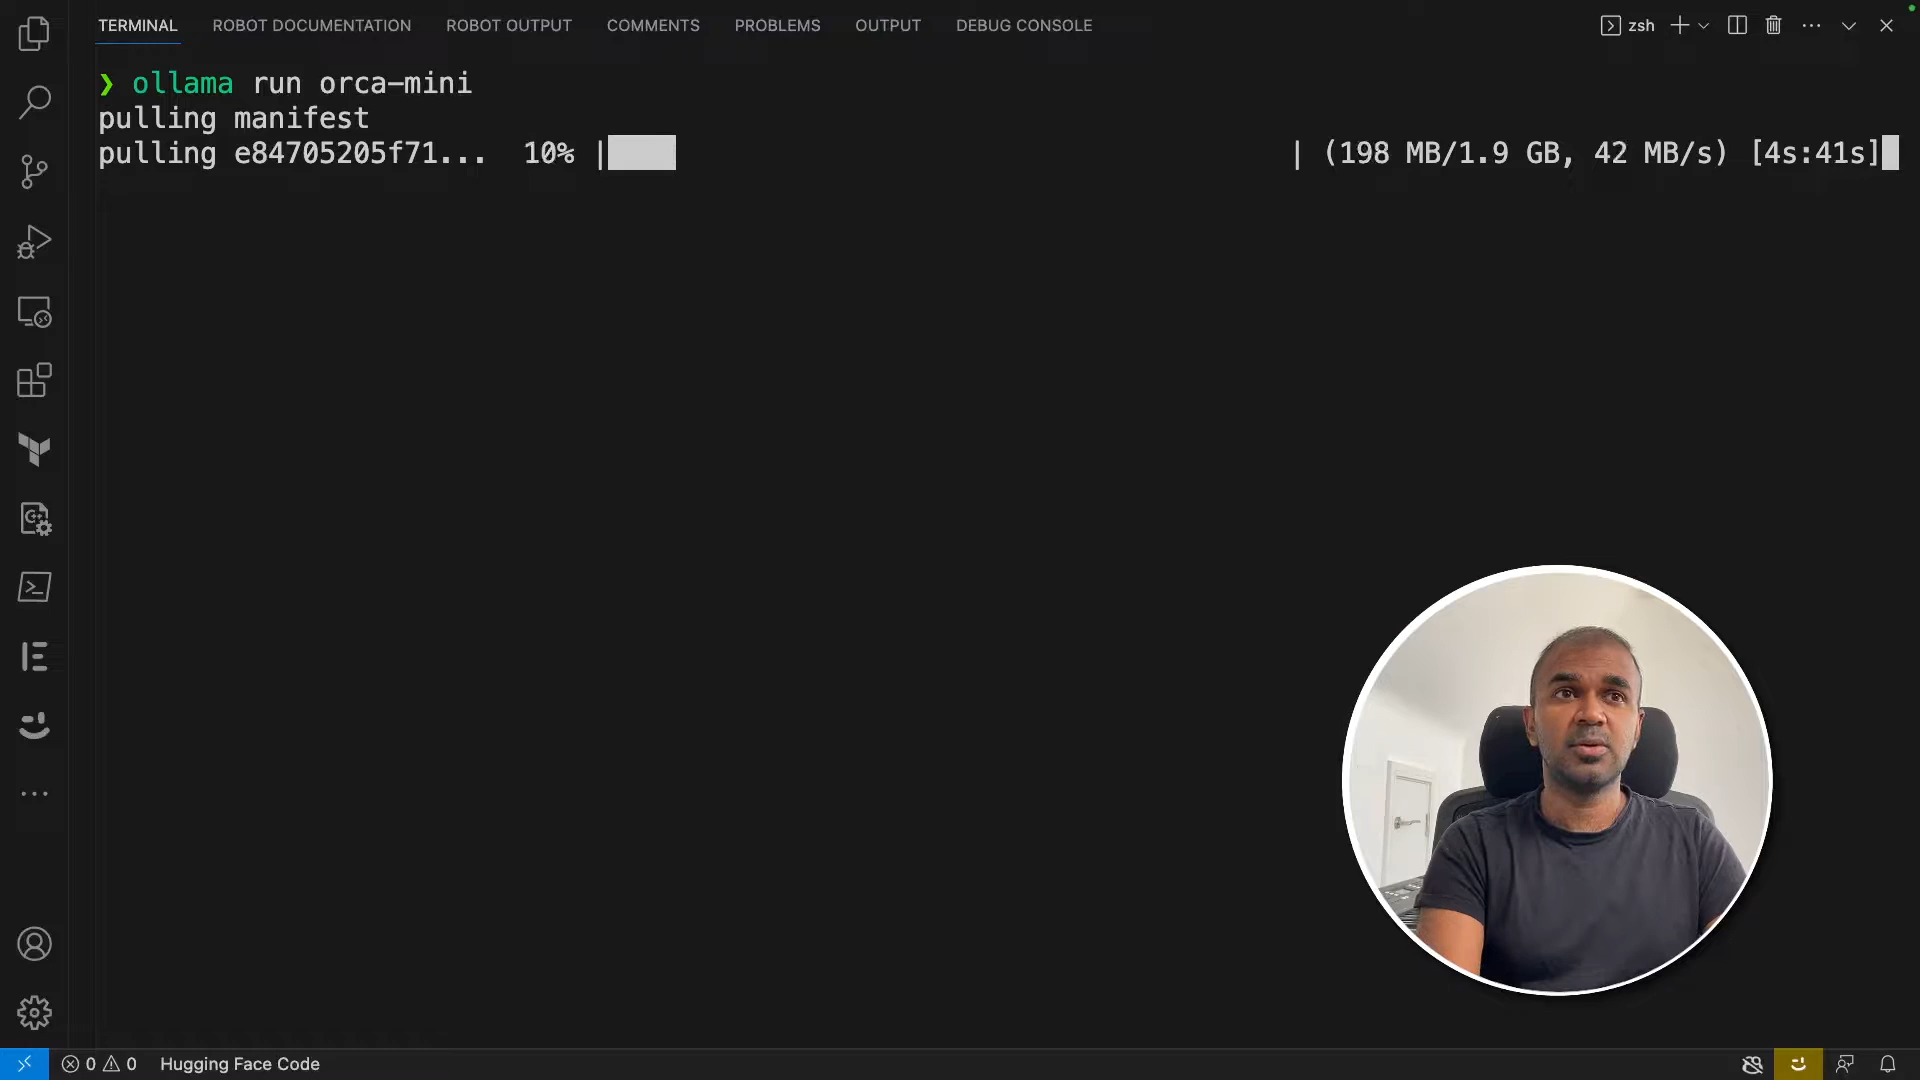 TERMINAL ROBOT DOCUMENTATION ROBOT OUTPUT COMMENTS PROBLEMS OUTPUT DEBUG CONSOLE zsh
❯ ollama run orca-mini
pulling manifest
pulling e84705205f71... 10% | | (198 MB/1.9 GB, 42 MB/s) [4s:41s]
0 0 Hugging Face Code